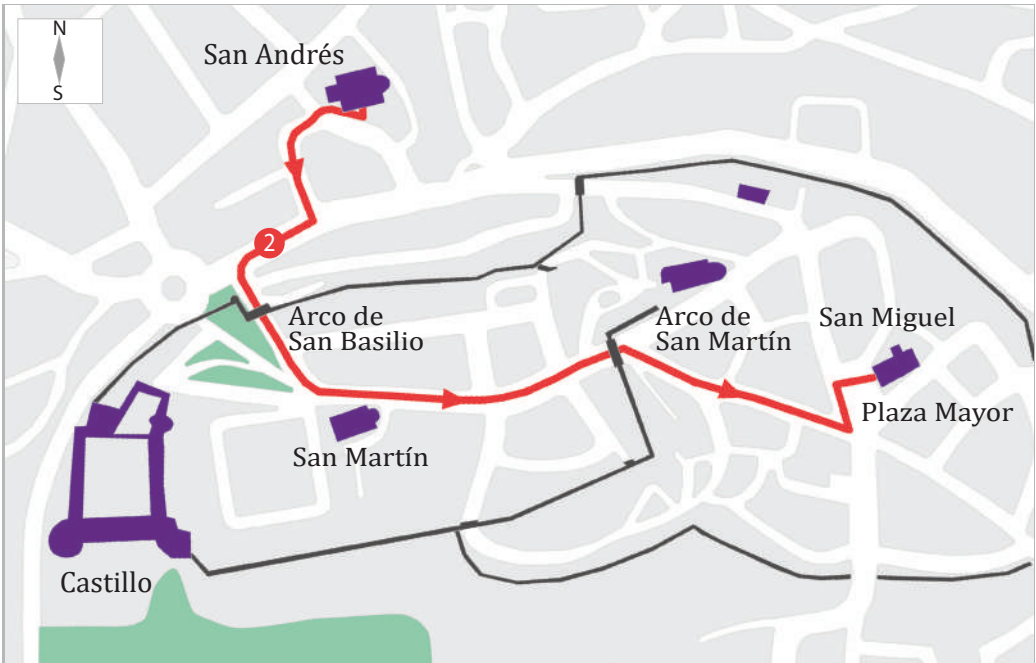 N
S
San Andrés
2
Arco de
San Basilio
Arco de
San Martín
San Miguel
Plaza Mayor
San Martín
Castillo